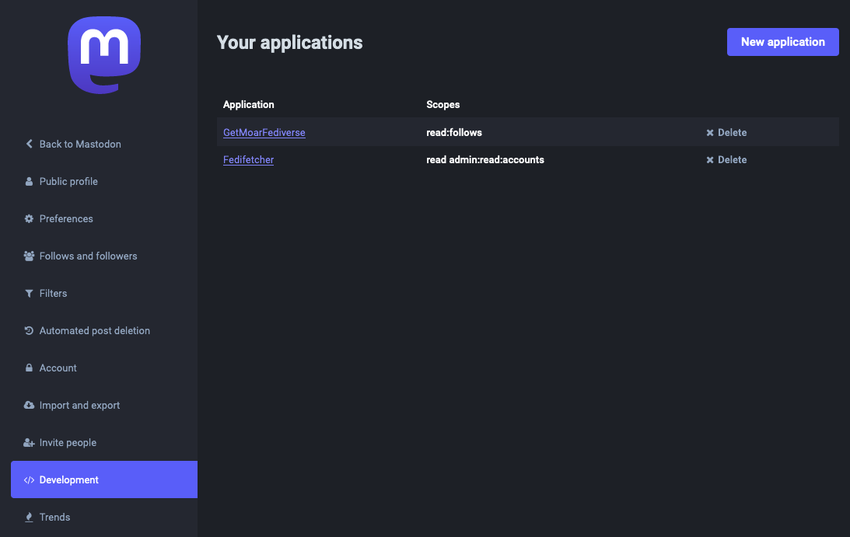 Your applications
New application
Application Scopes
GetMoarFediverse read:follows Delete
Fedifetcher read admin:read:accounts Delete
Back to Mastodon
Public profile
Preferences
Follows and followers
Filters
Automated post deletion
Account
Import and export
Invite people
Development
Trends